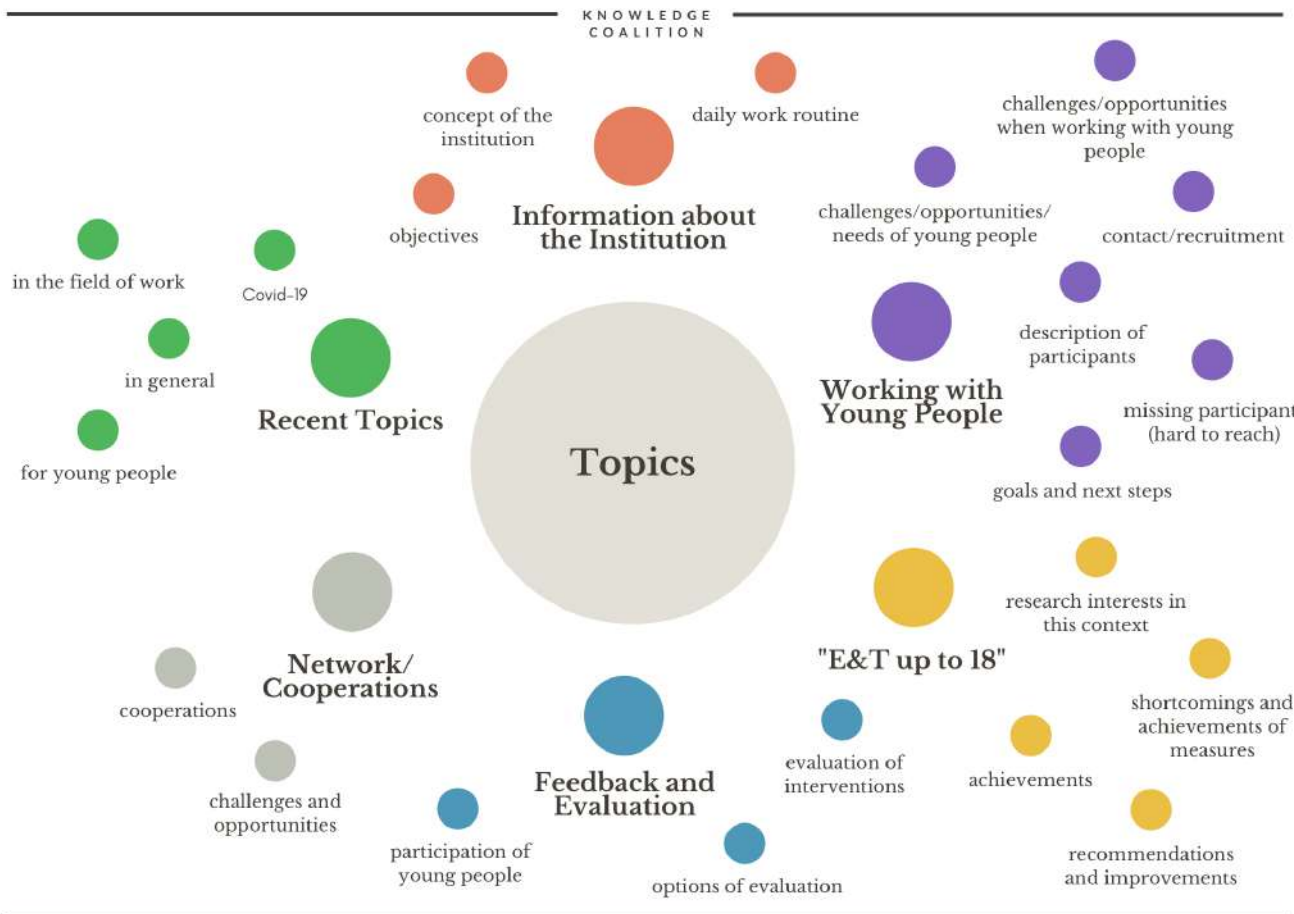 KNOWLEDGE
COALITION
concept of the
institution
daily work routine
objectives
Information about
the Institution
challenges/opportunities
when working with young
people
challenges/opportunities/
needs of young people
contact/recruitment
description of
participants
missing participant
(hard to reach)
goals and next steps
Working with
Young People
in the field of work
Covid-19
in general
for young people
Recent Topics
Topics
Network/
Cooperations
cooperations
challenges and
opportunities
Feedback and
Evaluation
participation of
young people
options of evaluation
evaluation of
interventions
"E&T up to 18"
research interests in
this context
shortcomings and
achievements of
measures
achievements
recommendations
and improvements